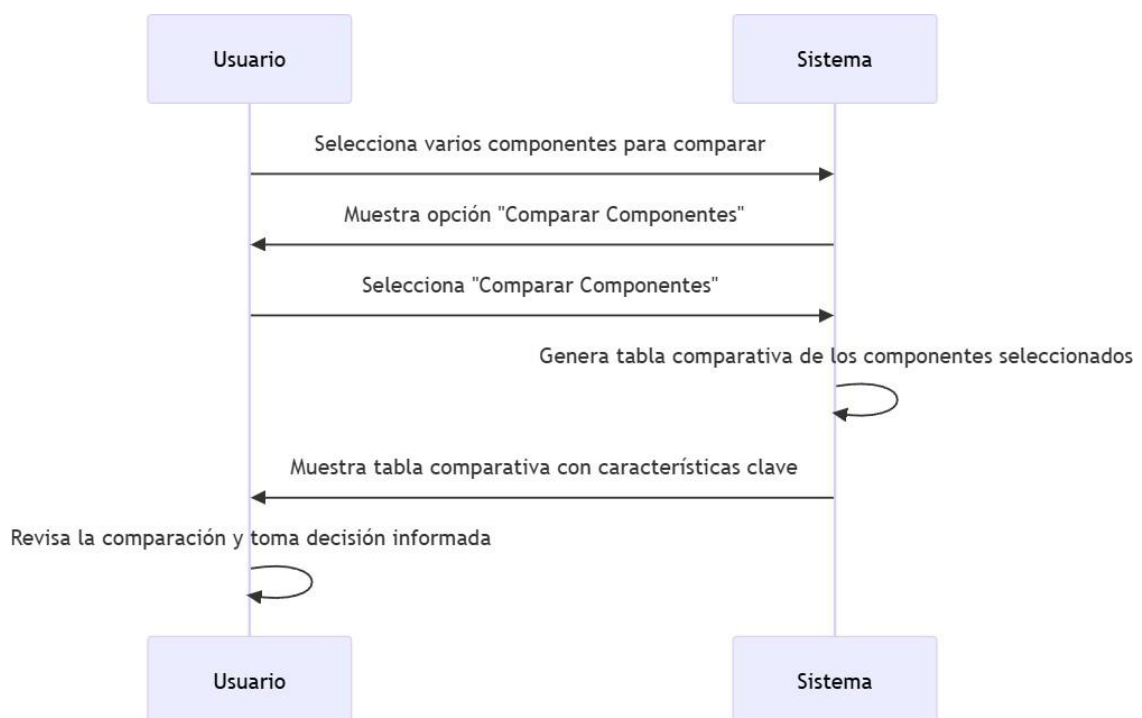 Usuario
Sistema
Selecciona varios componentes para comparar
Muestra opción "Comparar Componentes"
Selecciona "Comparar Componentes"
Genera tabla comparativa de los componentes seleccionados
Muestra tabla comparativa con características clave
Revisa la comparación y toma decisión informada
Usuario
Sistema